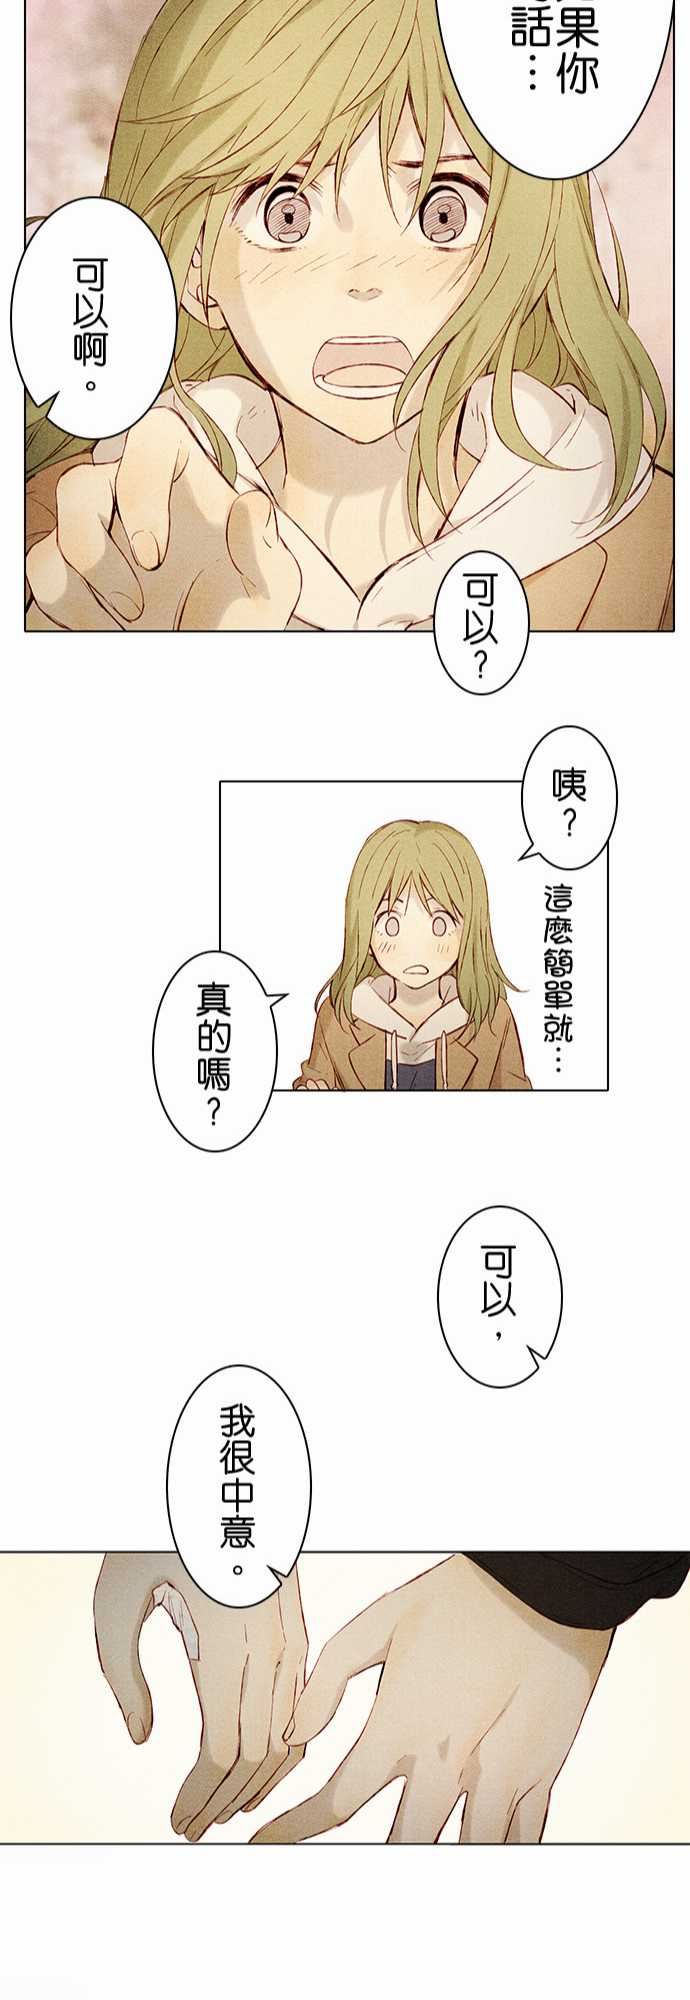 果你
話…
可以啊。
可以？
咦？
這麼簡單就…
真的嗎？
可以，
我很中意。